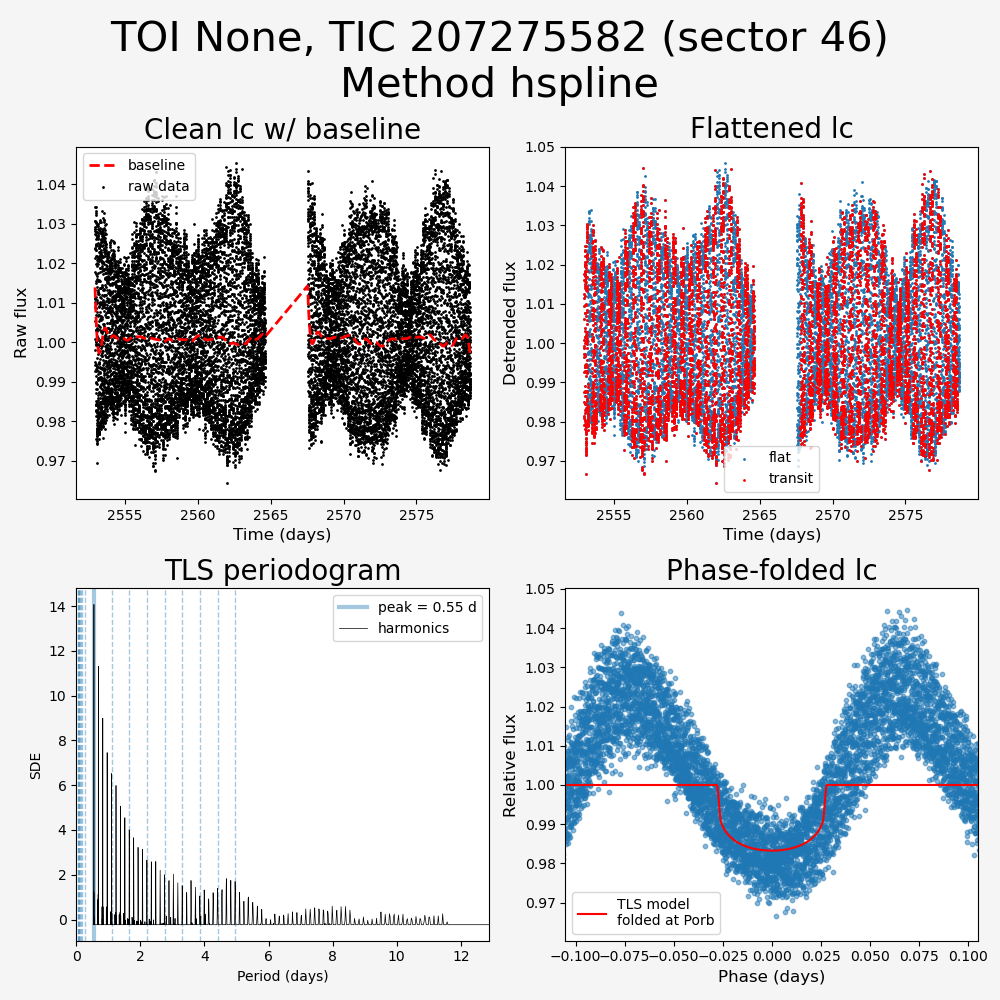 TOI None, TIC 207275582 (sector 46)
Method hspline
Clean lc w/ baseline
Flattened lc
baseline
raw data
Raw flux
1.04
1.03
1.02
1.01
1.00
0.99
0.98
0.97
2555 2560 2565 2570 2575
Time (days)
Detrended flux
1.05
1.04
1.03
1.02
1.01
1.00
0.99
0.98
0.97
flat
transit
2555 2560 2565 2570 2575
Time (days)
TLS periodogram
Phase-folded lc
peak = 0.55 d
harmonics
SDE
14
12
10
8
6
4
2
0
0 2 4 6 8 10 12
Period (days)
Relative flux
1.05
1.04
1.03
1.02
1.01
1.00
0.99
0.98
0.97
TLS model
folded at Porb
−0.100 −0.075 −0.050 −0.025 0.000 0.025 0.050 0.075 0.100
Phase (days)